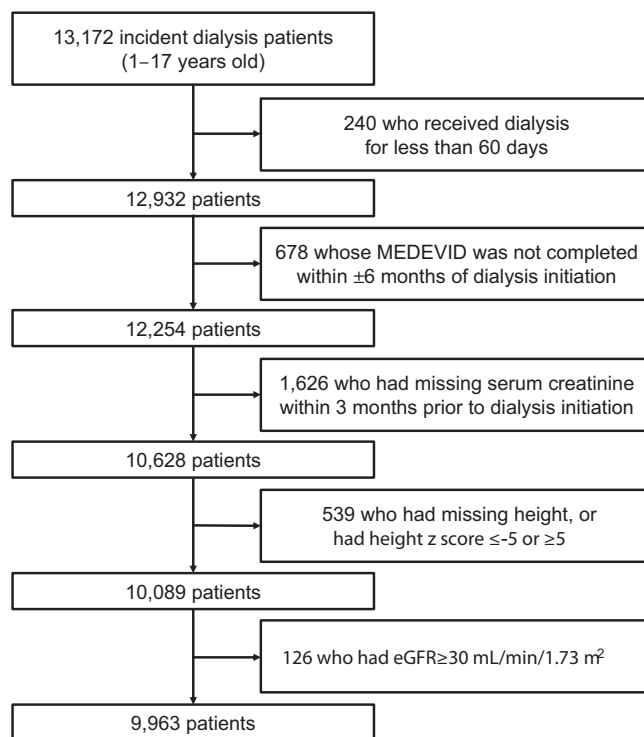 13,172 incident dialysis patients
(1–17 years old)
240 who received dialysis
for less than 60 days
12,932 patients
678 whose MEDEVID was not completed
within ±6 months of dialysis initiation
12,254 patients
1,626 who had missing serum creatinine
within 3 months prior to dialysis initiation
10,628 patients
539 who had missing height, or
had height z score ≤-5 or ≥5
10,089 patients
126 who had eGFR≥30 mL/min/1.73 m²
9,963 patients